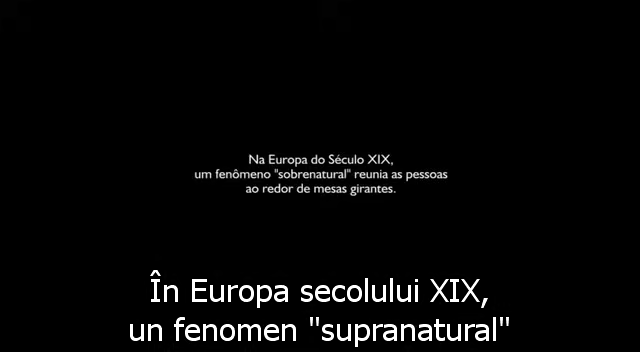 Na Europa do Século XIX,
um fenômeno "sobrenatural" reunia as pessoas
ao redor de mesas girantes.
În Europa secolului XIX,
un fenomen "supranatural"